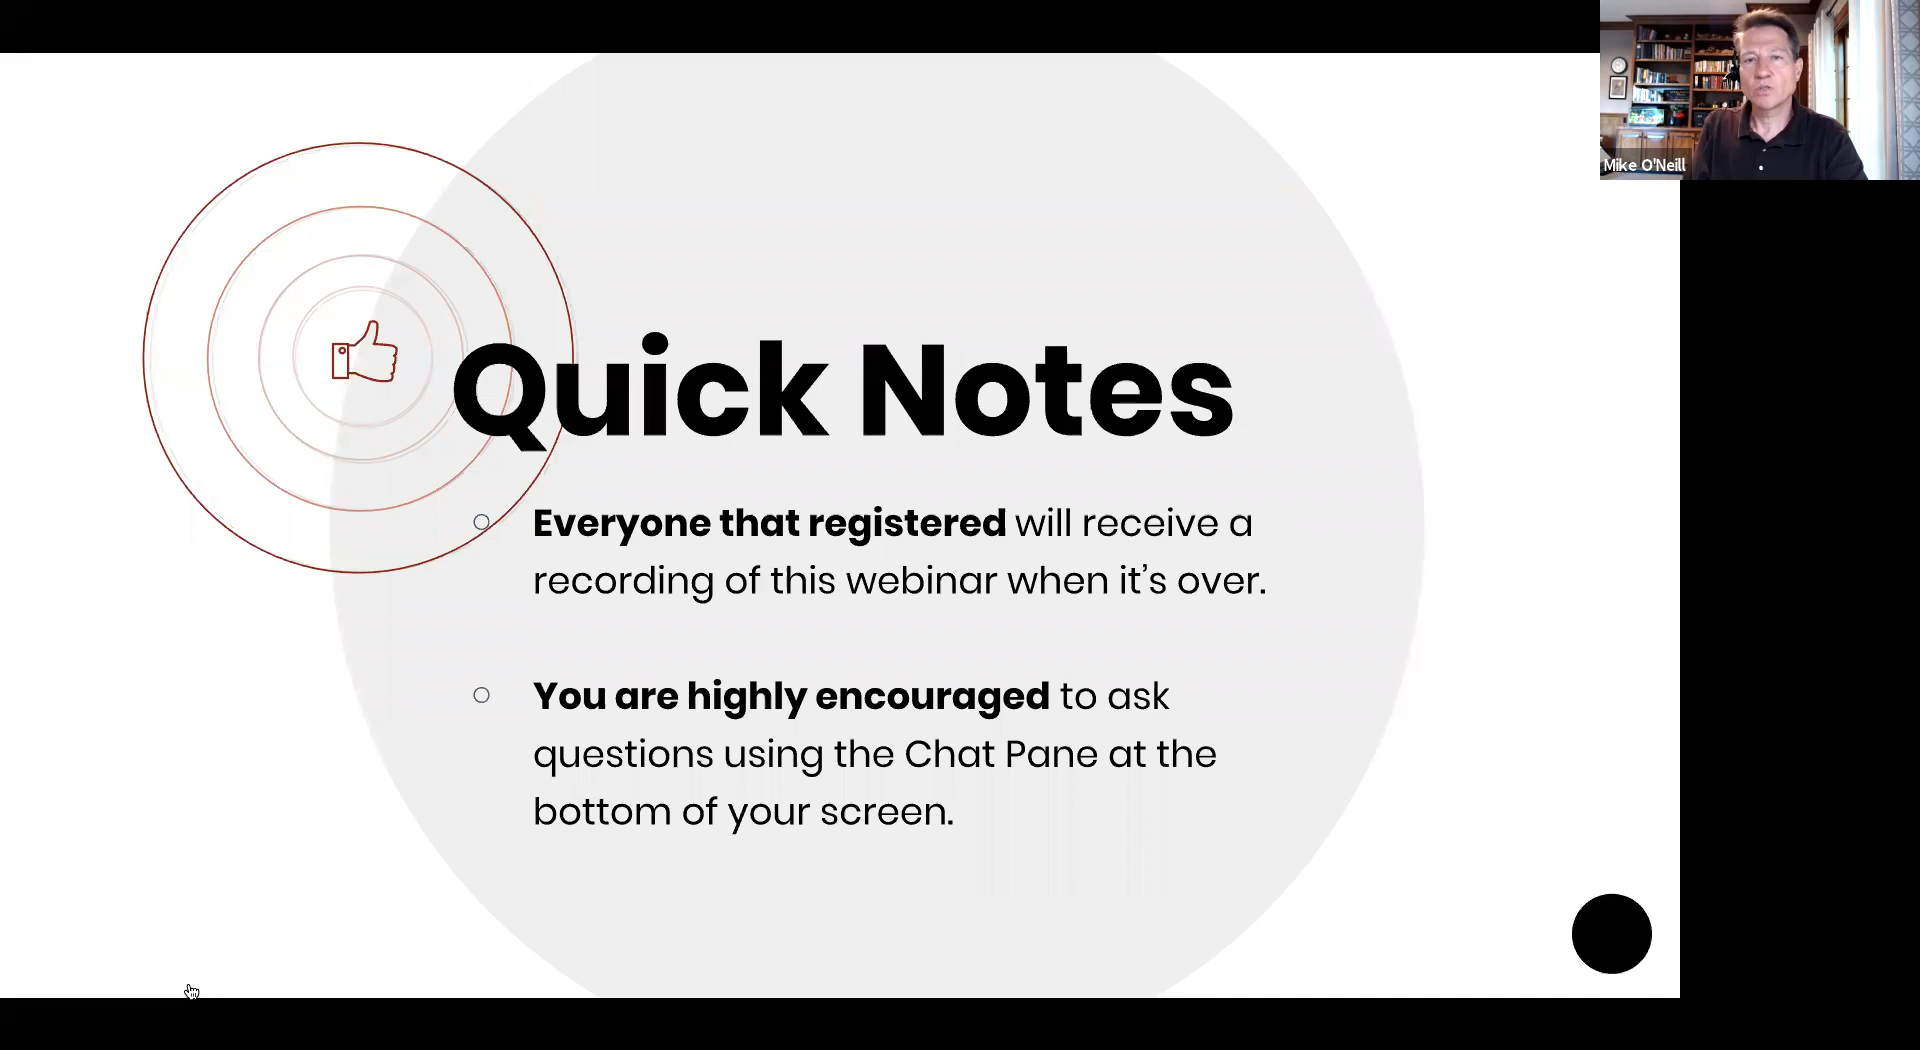 Mike O'Neill
Quick Notes
Everyone that registered will receive a
recording of this webinar when it's over.
You are highly encouraged to ask
questions using the Chat Pane at the
bottom of your screen.